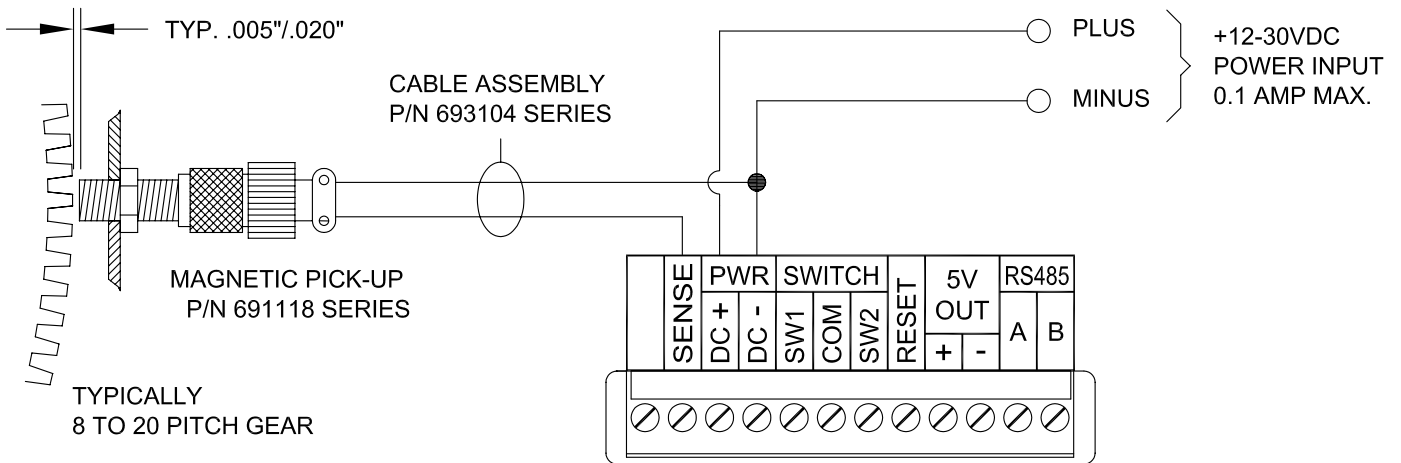 TYP. .005"/.020"
PLUS
MINUS
+12-30VDC
POWER INPUT
0.1 AMP MAX.
CABLE ASSEMBLY
P/N 693104 SERIES
MAGNETIC PICK-UP
P/N 691118 SERIES
TYPICALLY
8 TO 20 PITCH GEAR
SENSE
PWR
DC +
DC -
SWITCH
SW1
COM
SW2
RESET
5V
OUT
+ -
RS485
A B